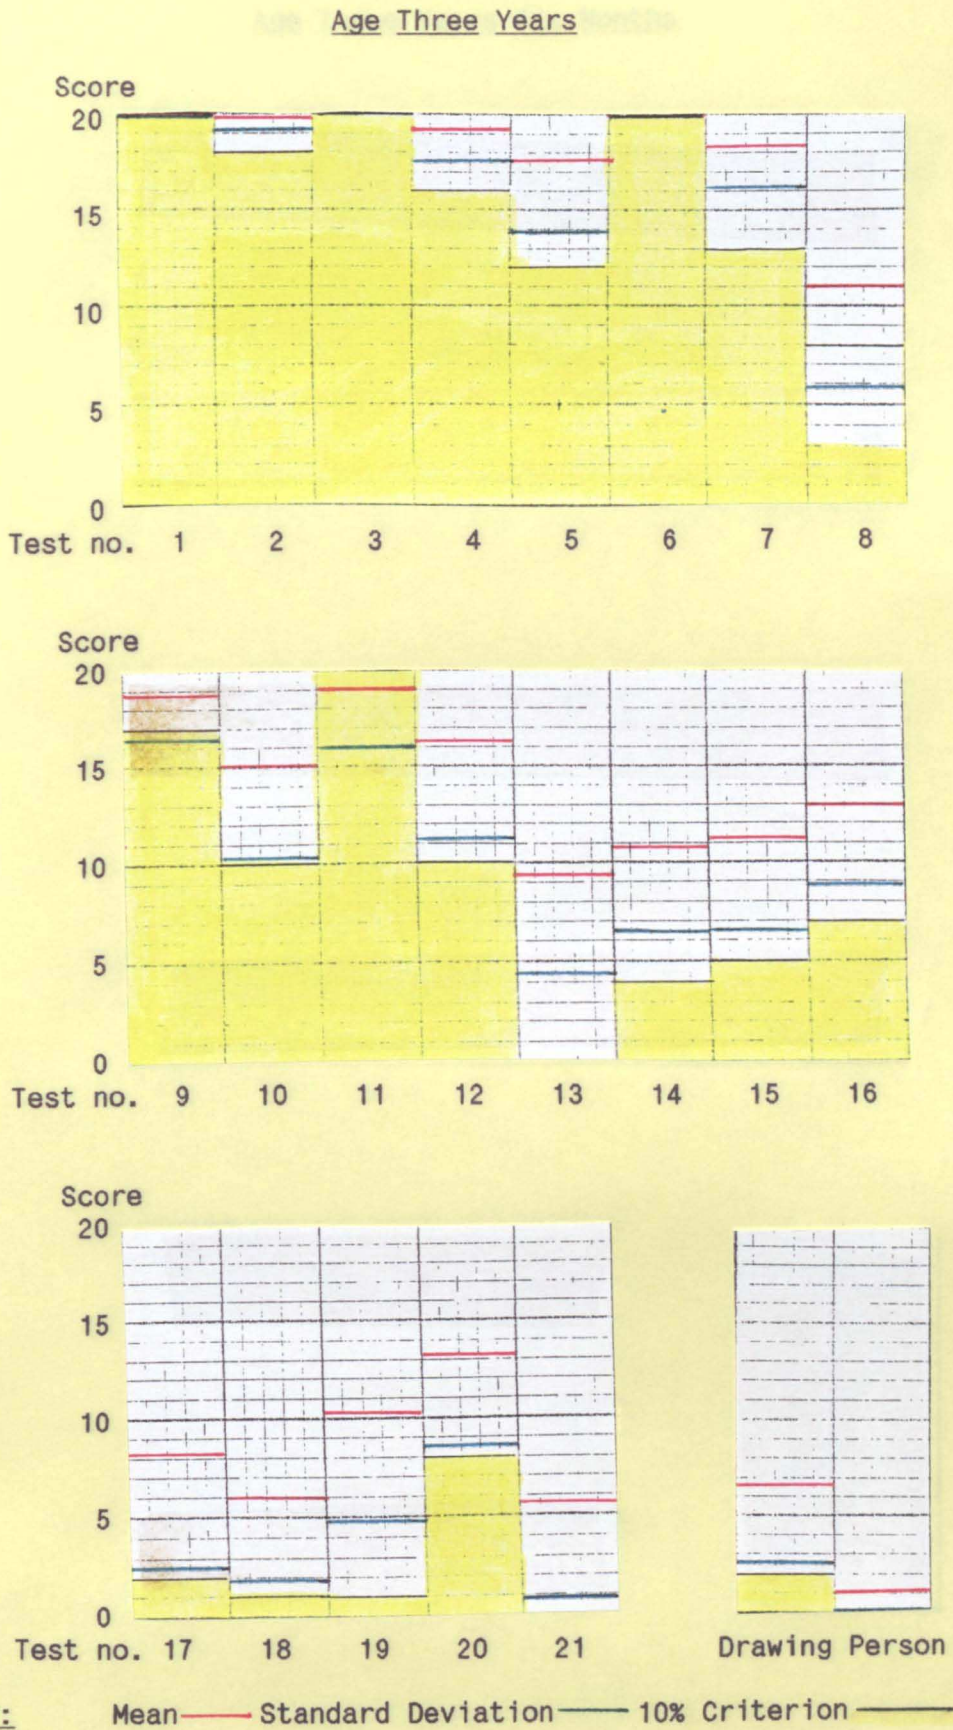 Age Three Years
Score
20
15
10
5
0
Test no. 1 2 3 4 5 6 7 8
Score
20
15
10
5
0
Test no. 9 10 11 12 13 14 15 16
Score
20
15
10
5
0
Test no. 17 18 19 20 21 Drawing Person
: Mean Standard Deviation 10% Criterion